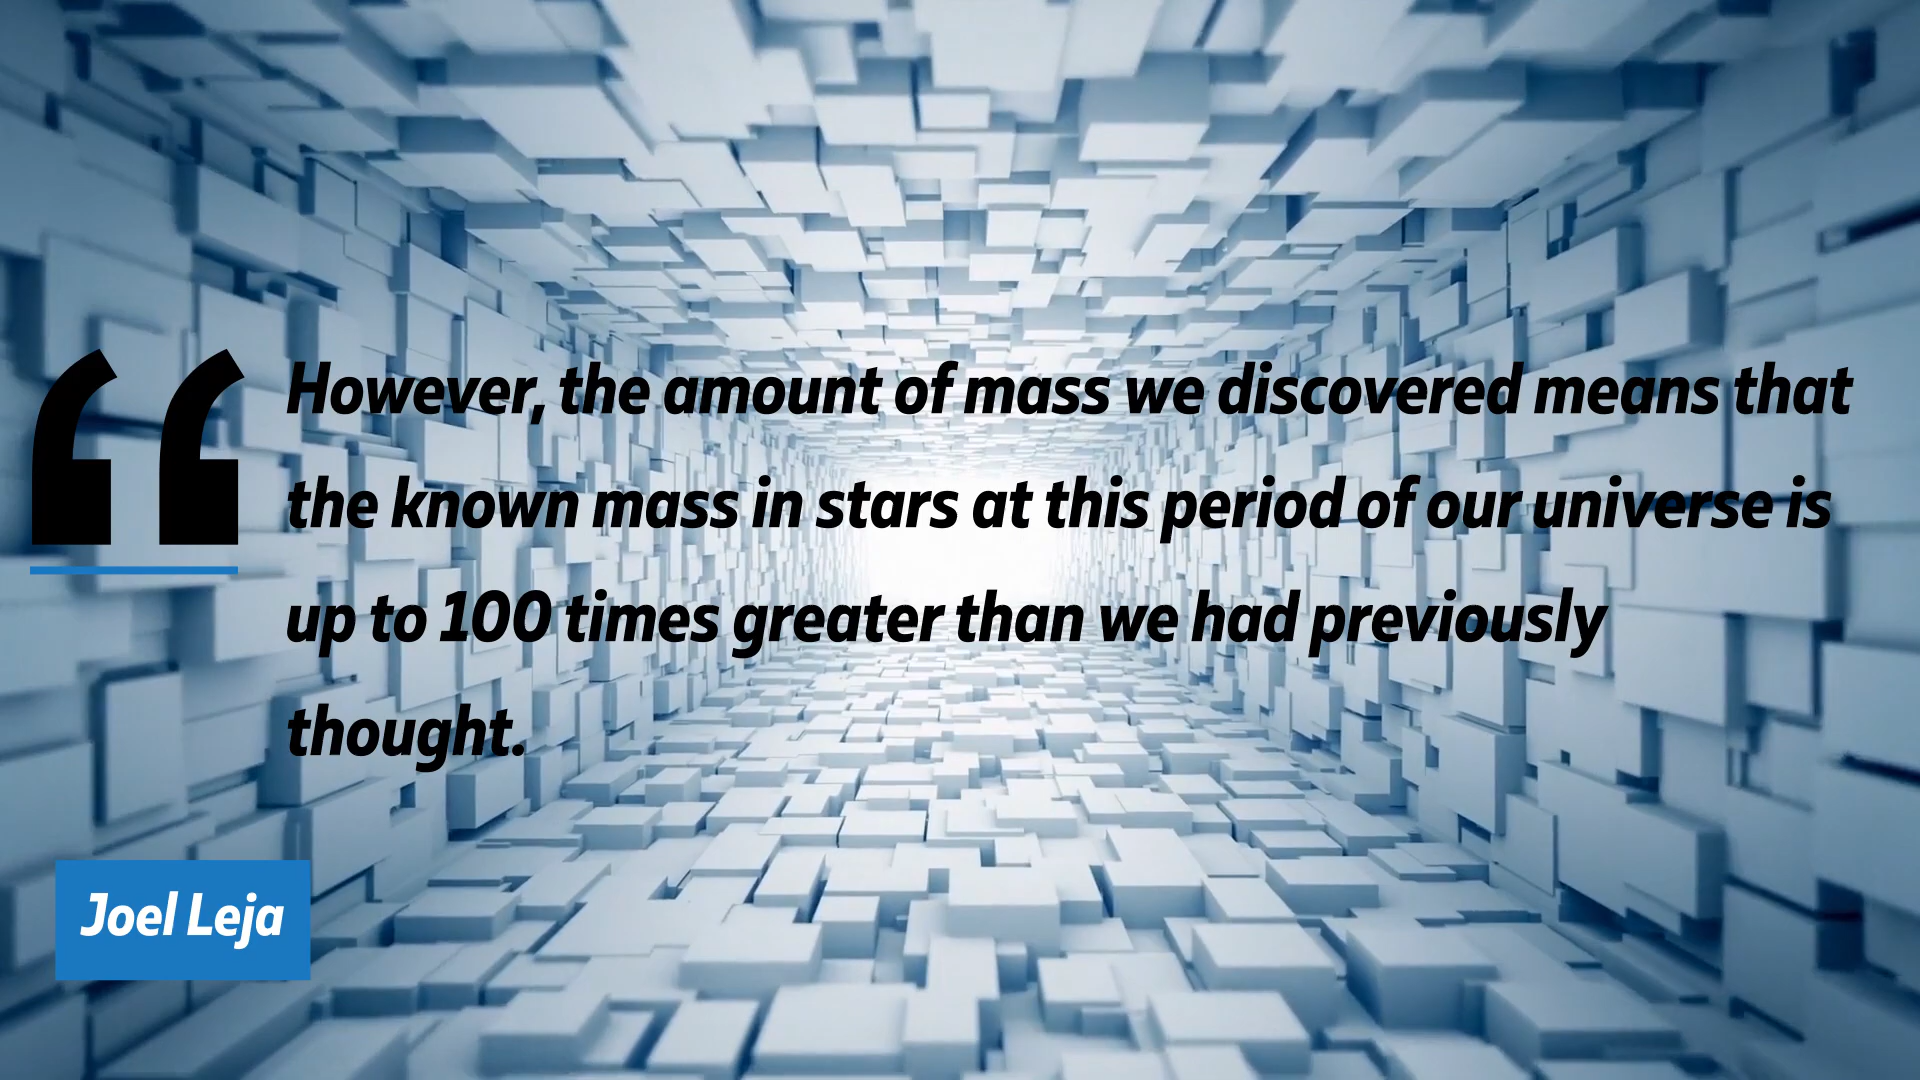 “
However, the amount of mass we discovered means that
the known mass in stars at this period of our universe is
up to 100 times greater than we had previously
thought.
Joel Leja